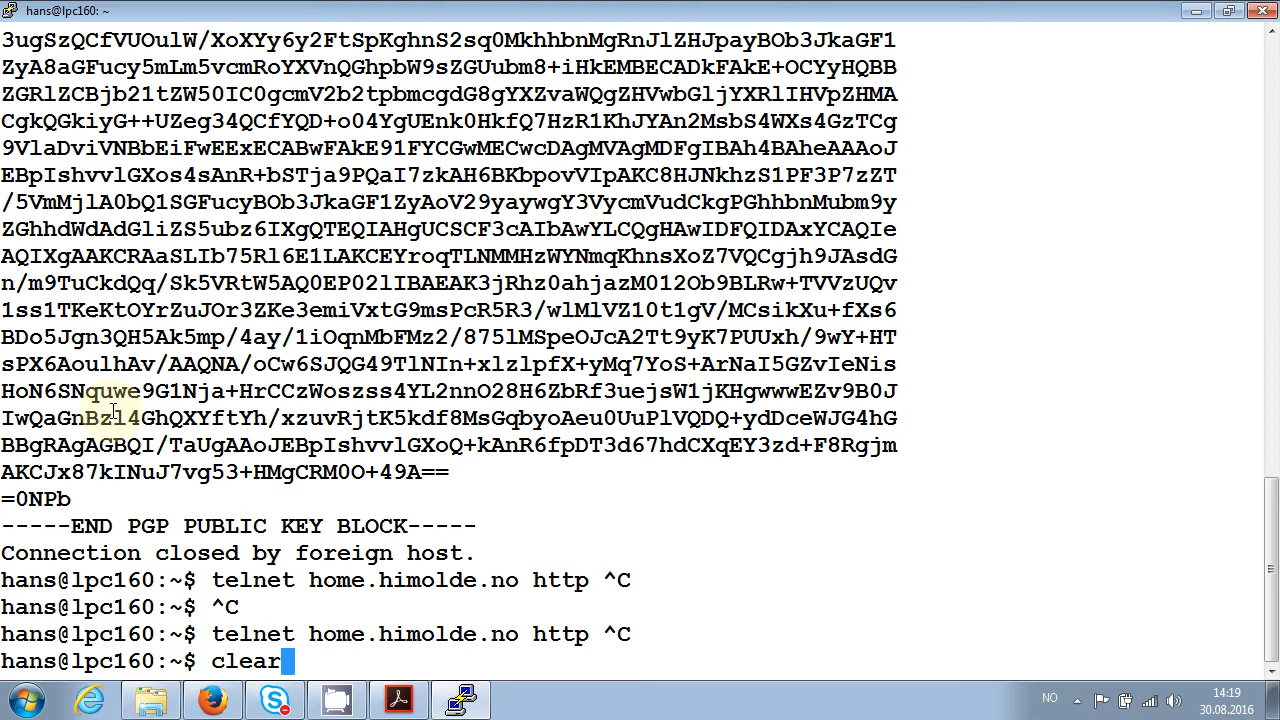 hans@lpc160: ~
3ugSzQCfVUOulW/XoXYy6y2FtSpKghnS2sq0MkhhbnMgRnJlZHJpayBOb3JkaGF1
ZyA8aGFucy5mLm5vcmRoYXVnQGhpbW9sZGUubm8+iHkEMBECADkFAkE+OCYyHQBB
ZGRlZCBjb21tZW50IC0gcmV2b2tpbmcgdG8gYXZvaWQgZHVwbGljYXRlIHVpZHMA
CgkQGkiyG++UZeg34QCfYQD+o04YgUEnk0HkfQ7HzR1KhJYAn2MsbS4WXs4GzTCg
9VlaDviVNBbEiFwEExECABwFAkE91FYCGwMECwcDAgMVAgMDFgIBAh4BAheAAAoJ
EBpIshvvlGXos4sAnR+bSTja9PQaI7zkAH6BKbpovVIpAKC8HJNkhzS1PF3P7zZT
/5VmMjlA0bQ1SGFucyBOb3JkaGF1ZyAoV29yaywgY3VycmVudCkgPGhhbnMubm9y
ZGhhdWdAdGliZS5ubz6IXgQTEQIAHgUCSCF3cAIbAwYLCQgHAwIDFQIDAxYCAQIe
AQIXgAAKCRAaSLIb75Rl6E1LAKCEYroqTLNMMHzWYNmqKhnsXoZ7VQCgjh9JAsdG
n/m9TuCkdQq/Sk5VRtW5AQ0EP02lIBAEAK3jRhz0ahjazM012Ob9BLRw+TVVzUQv
1ss1TKeKtOYrZuJOr3ZKe3emiVxtG9msPcR5R3/wlMlVZ10t1gV/MCsikXu+fXs6
BDo5Jgn3QH5Ak5mp/4ay/1iOqnMbFMz2/875lMSpeOJcA2Tt9yK7PUUxh/9wY+HT
sPX6AoulhAv/AAQNA/oCw6SJQG49TlNIn+xlzlpfX+yMq7YoS+ArNaI5GZvIeNis
HoN6SNquwe9G1Nja+HrCCzWoszss4YL2nnO28H6ZbRf3uejsW1jKHgwwwEZv9B0J
IwQaGnBzl4GhQXYftYh/xzuvRjtK5kdf8MsGqbyoAeu0UuPlVQDQ+ydDceWJG4hG
BBgRAgAGBQI/TaUgAAoJEBpIshvvlGXoQ+kAnR6fpDT3d67hdCXqEY3zd+F8Rgjm
AKCJx87kINuJ7vg53+HMgCRM0O+49A==
=0NPb
-----END PGP PUBLIC KEY BLOCK-----
Connection closed by foreign host.
hans@lpc160:~$ telnet home.himolde.no http ^C
hans@lpc160:~$ ^C
hans@lpc160:~$ telnet home.himolde.no http ^C
hans@lpc160:~$ clear
NO
14:19
30.08.2016